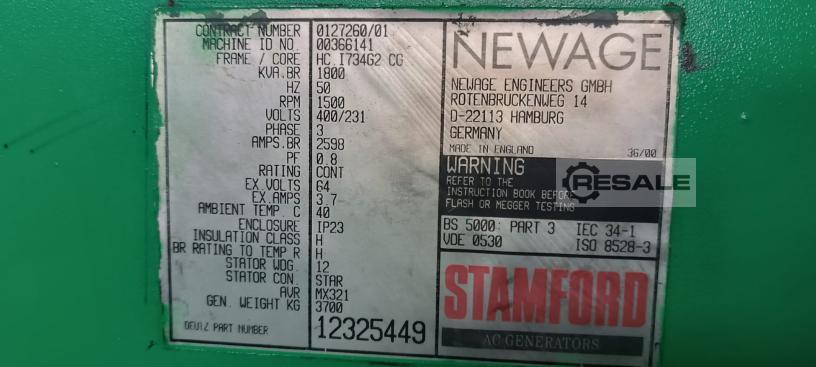 CONTRACT NUMBER 0127260/01
MACHINE ID NO. 00366141
FRAME / CORE HC I734G2 CG
KVA.BR 1800
HZ 50
RPM 1500
VOLTS 400/231
PHASE 3
AMPS.BR 2598
PF 0.8
RATING CONT
EX.VOLTS 64
EX.AMPS 3.7
AMBIENT TEMP. C 40
ENCLOSURE IP23
INSULATION CLASS H
BR RATING TO TEMP R H
STATOR WDG. 12
STATOR CON. STAR
AVR MX321
GEN. WEIGHT KG 3700
PART NUMBER 12325449
NEWAGE
NEWAGE ENGINEERS GMBH
ROTENBRUCKENWEG 14
D-22113 HAMBURG
GERMANY
MADE IN ENGLAND 36/00
WARNING
REFER TO THE
INSTRUCTION BOOK BEFORE
FLASH OR MEGGER TESTING
RESALE
BS 5000: PART 3 IEC 34-1
VDE 0530 ISO 8528-3
STAMFORD
AC GENERATORS